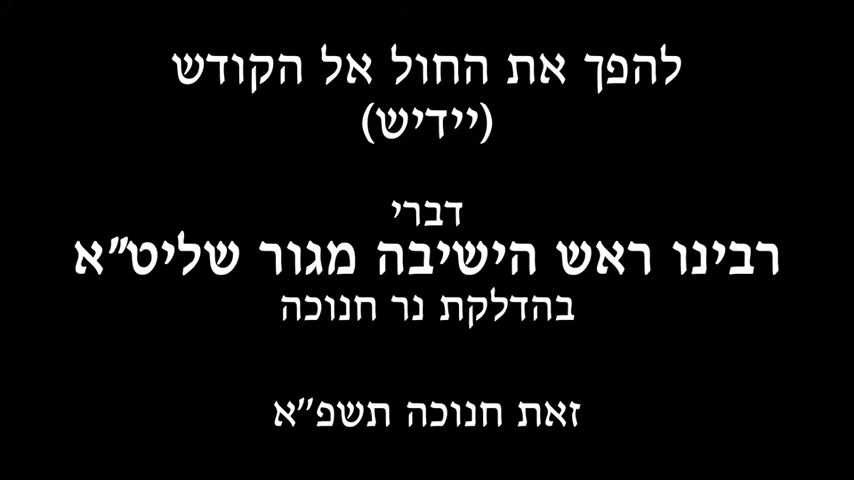 להפך את החול אל הקודש
(יידיש)
דברי
רבינו ראש הישיבה מגור שליט״א
בהדלקת נר חנוכה
זאת חנוכה תשפ״א